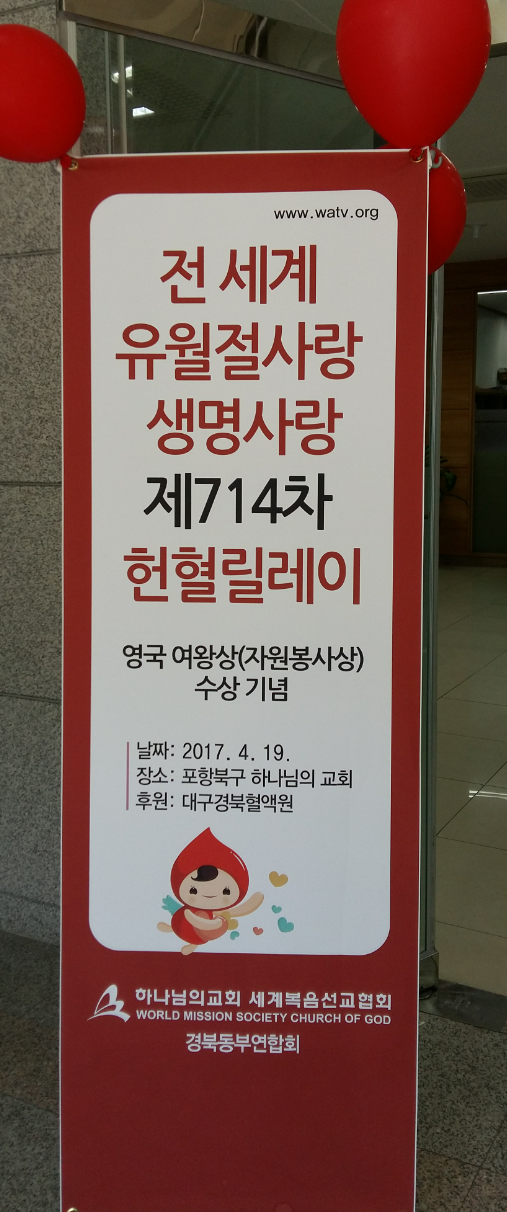 www.watv.org
전 세계
유월절사랑
생명사랑
제714차
헌혈릴레이
영국 여왕상(자원봉사상)
수상 기념
날짜: 2017. 4. 19.
장소: 포항북구 하나님의 교회
후원: 대구경북혈액원
하나님의교회 세계복음선교협회
WORLD MISSION SOCIETY CHURCH OF GOD
경북동부연합회